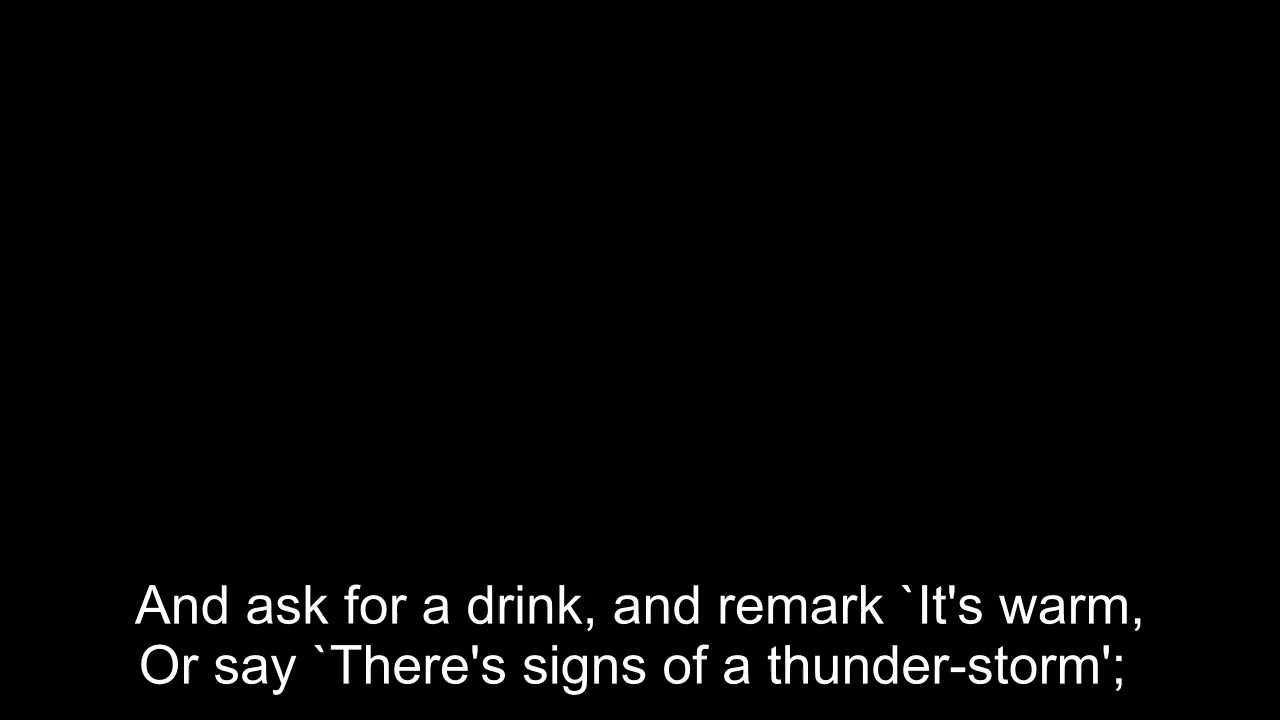 And ask for a drink, and remark `It's warm,
Or say `There's signs of a thunder-storm';